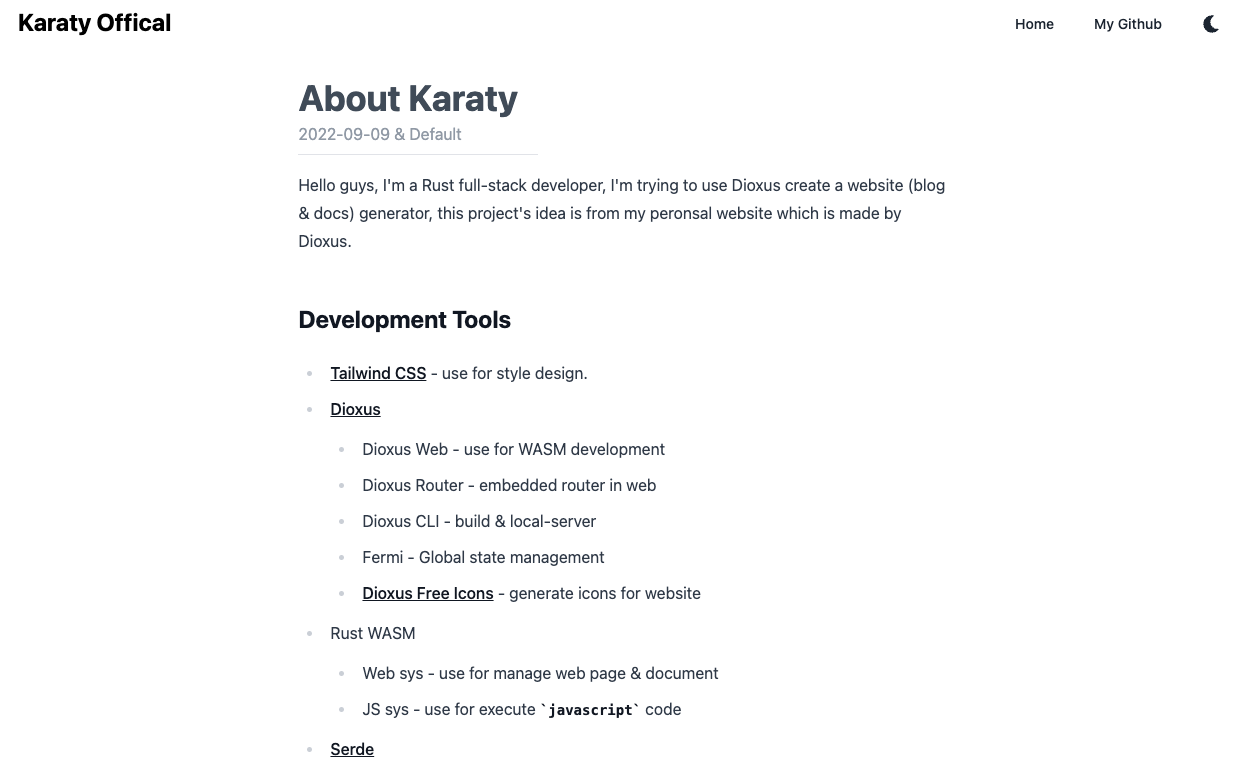 Karaty Offical
Home
My Github
About Karaty
2022-09-09 & Default
Hello guys, I'm a Rust full-stack developer, I'm trying to use Dioxus create a website (blog
& docs) generator, this project's idea is from my peronsal website which is made by
Dioxus.
Development Tools
Tailwind CSS - use for style design.
Dioxus
Dioxus Web - use for WASM development
Dioxus Router - embedded router in web
Dioxus CLI - build & local-server
Fermi - Global state management
Dioxus Free Icons - generate icons for website
Rust WASM
Web sys - use for manage web page & document
JS sys - use for execute `javascript` code
Serde